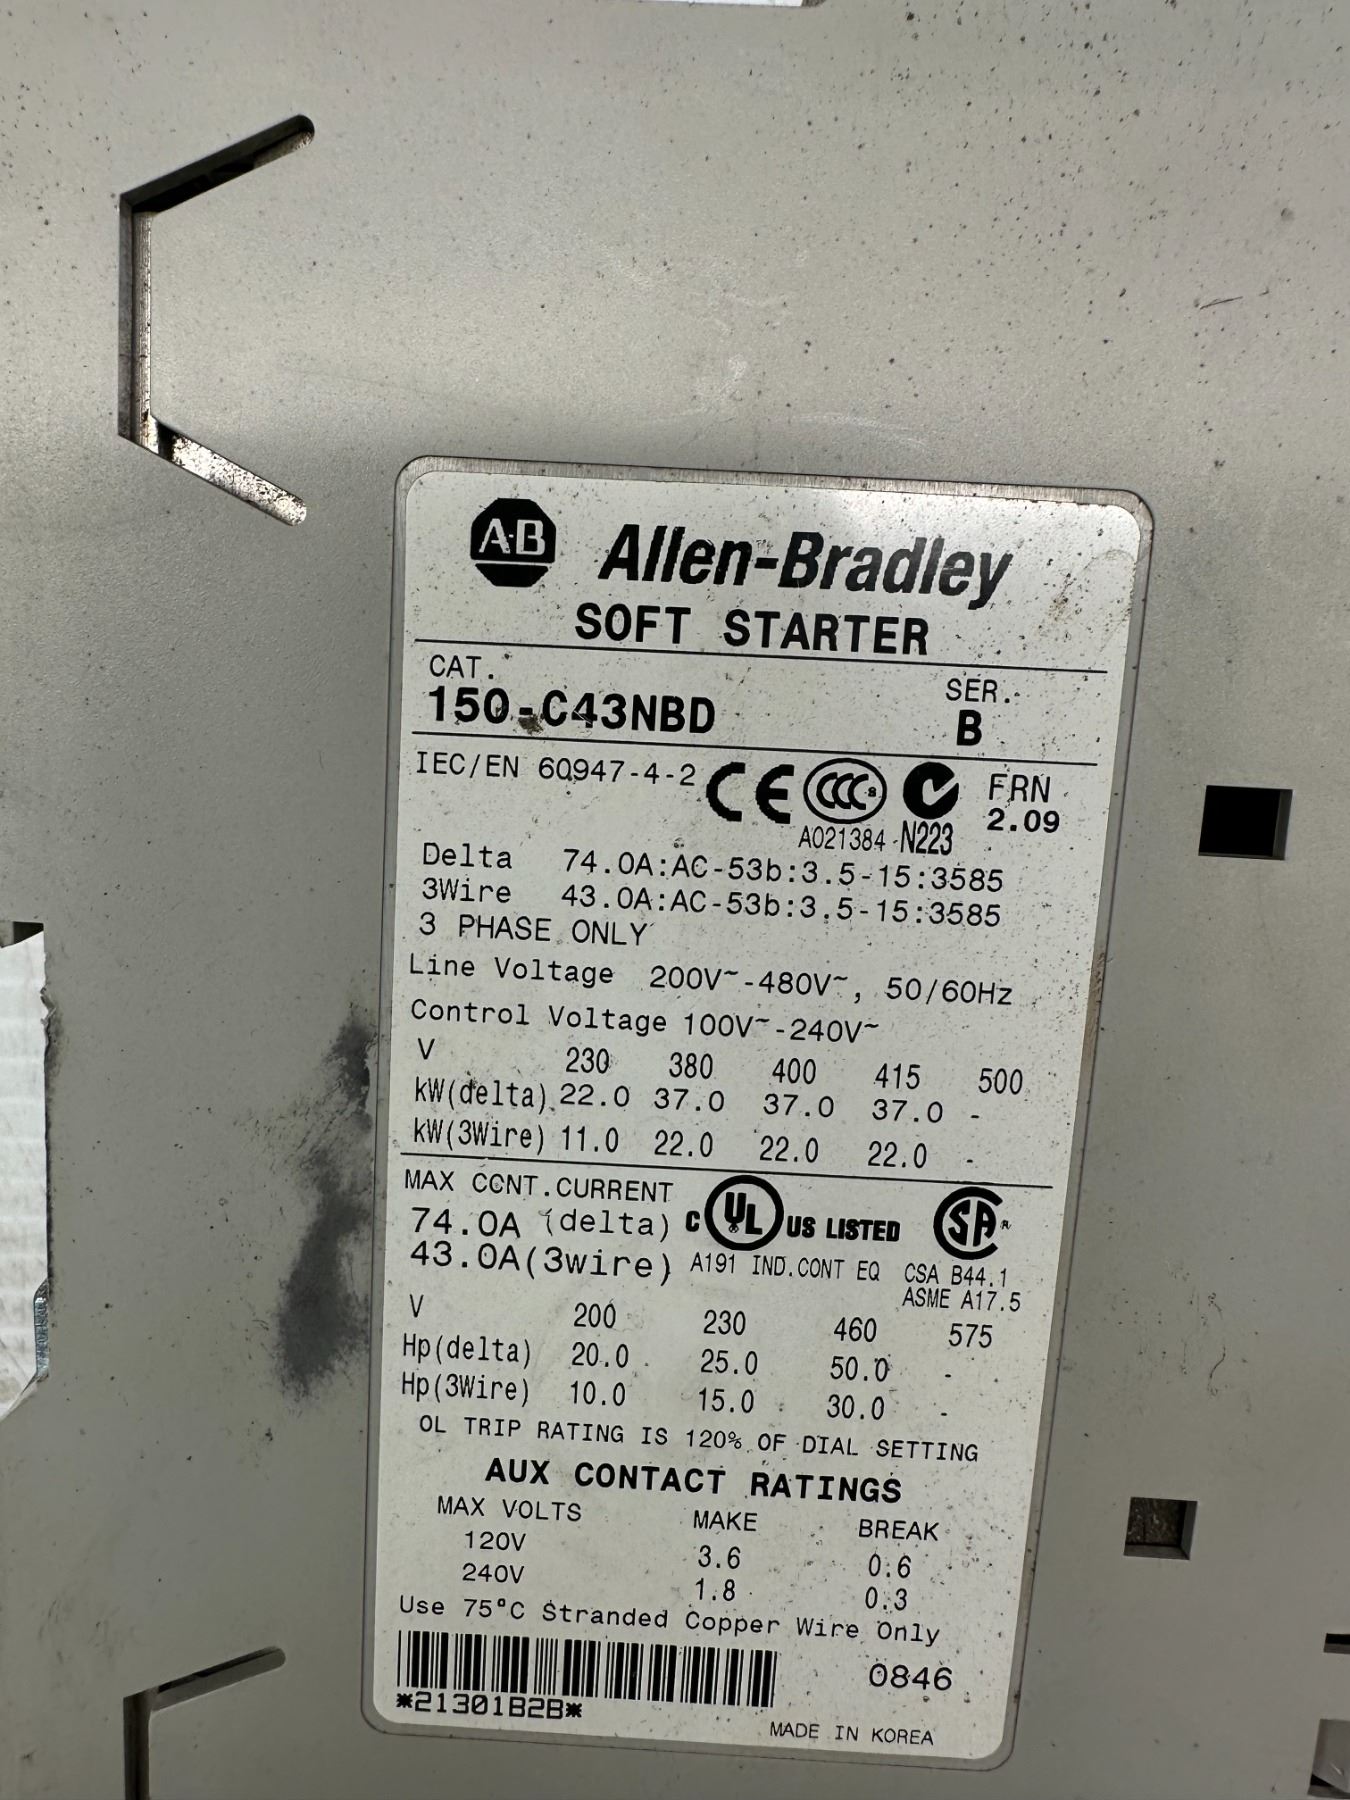 A-B Allen-Bradley
SOFT STARTER
CAT. SER.
150-C43NBD B
IEC/EN 60947-4-2 CE CCC S FRN
A021384 N223 2.09
Delta 74.0A:AC-53b:3.5-15:3585
3Wire 43.0A:AC-53b:3.5-15:3585
3 PHASE ONLY
Line Voltage 200V~-480V~, 50/60Hz
Control Voltage 100V~-240V~
V 230 380 400 415 500
kW(delta) 22.0 37.0 37.0 37.0 -
kW(3Wire) 11.0 22.0 22.0 22.0 -
MAX CONT.CURRENT
74.0A (delta) C UL US LISTED SA ®
43.0A(3wire) A191 IND.CONT EQ CSA B44.1
ASME A17.5
V 200 230 460 575
Hp(delta) 20.0 25.0 50.0 -
Hp(3Wire) 10.0 15.0 30.0 -
OL TRIP RATING IS 120% OF DIAL SETTING
AUX CONTACT RATINGS
MAX VOLTS MAKE BREAK
120V 3.6 0.6
240V 1.8 0.3
Use 75°C Stranded Copper Wire Only
0846
*21301B2B*
MADE IN KOREA